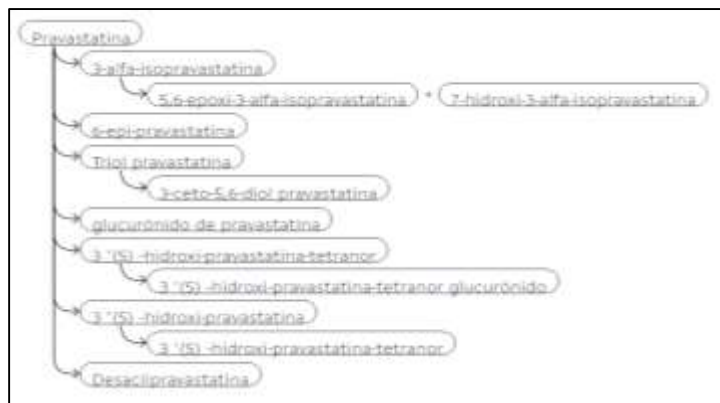 Pravastatina
3-alfa-isopravastatina
5,6-epoxi-3-alfa-isopravastatina + 7-hidroxi-3-alfa-isopravastatina
6-epi-pravastatina
Triol pravastatina
3-ceto-5,6-diol pravastatina
glucurónido de pravastatina
3 ''(S) -hidroxi-pravastatina-tetranor
3 ''(S) -hidroxi-pravastatina-tetranor glucurónido
3 ''(S) -hidroxi-pravastatina
3 ''(S) -hidroxi-pravastatina-tetranor
Desacilpravastatina